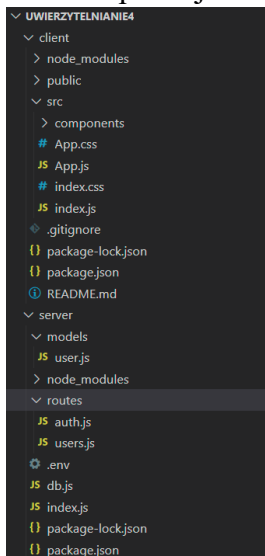 UWIERZYTELNIANIE4
client
node_modules
public
src
components
# App.css
JS App.js
# index.css
JS index.js
.gitignore
{} package-lock.json
{} package.json
README.md
server
models
JS user.js
node_modules
routes
JS auth.js
JS users.js
.env
JS db.js
JS index.js
{} package-lock.json
{} package.json